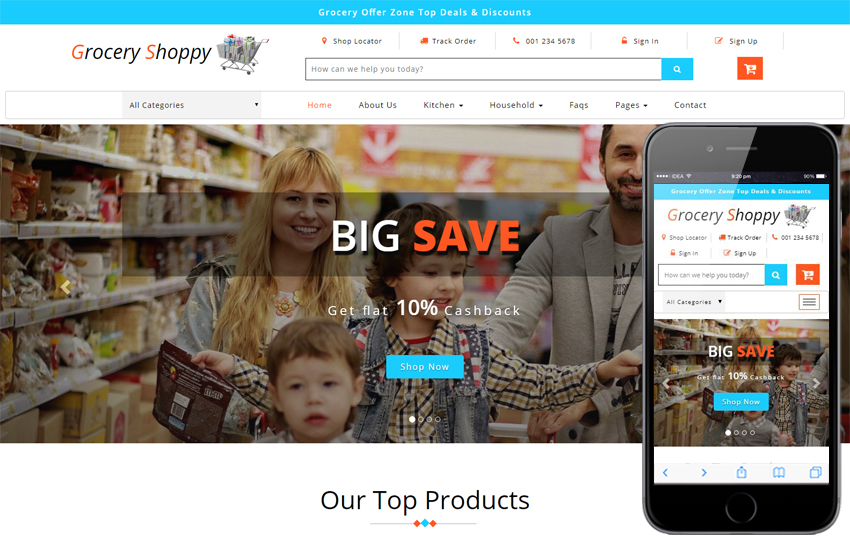 Grocery Offer Zone Top Deals & Discounts
Grocery Shoppy
Shop Locator
Track Order
001 234 5678
Sign In
Sign Up
How can we help you today?
All Categories
Home
About Us
Kitchen
Household
Faqs
Pages
Contact
BIG SAVE
Get flat 10% Cashback
Shop Now
Our Top Products
IDEA
9:20 pm
90%
Grocery Offer Zone Top Deals & Discounts
Grocery Shoppy
Shop Locator
Track Order
001 234 5678
Sign In
Sign Up
How can we help you today?
All Categories
BIG SAVE
Get flat 10% Cashback
Shop Now